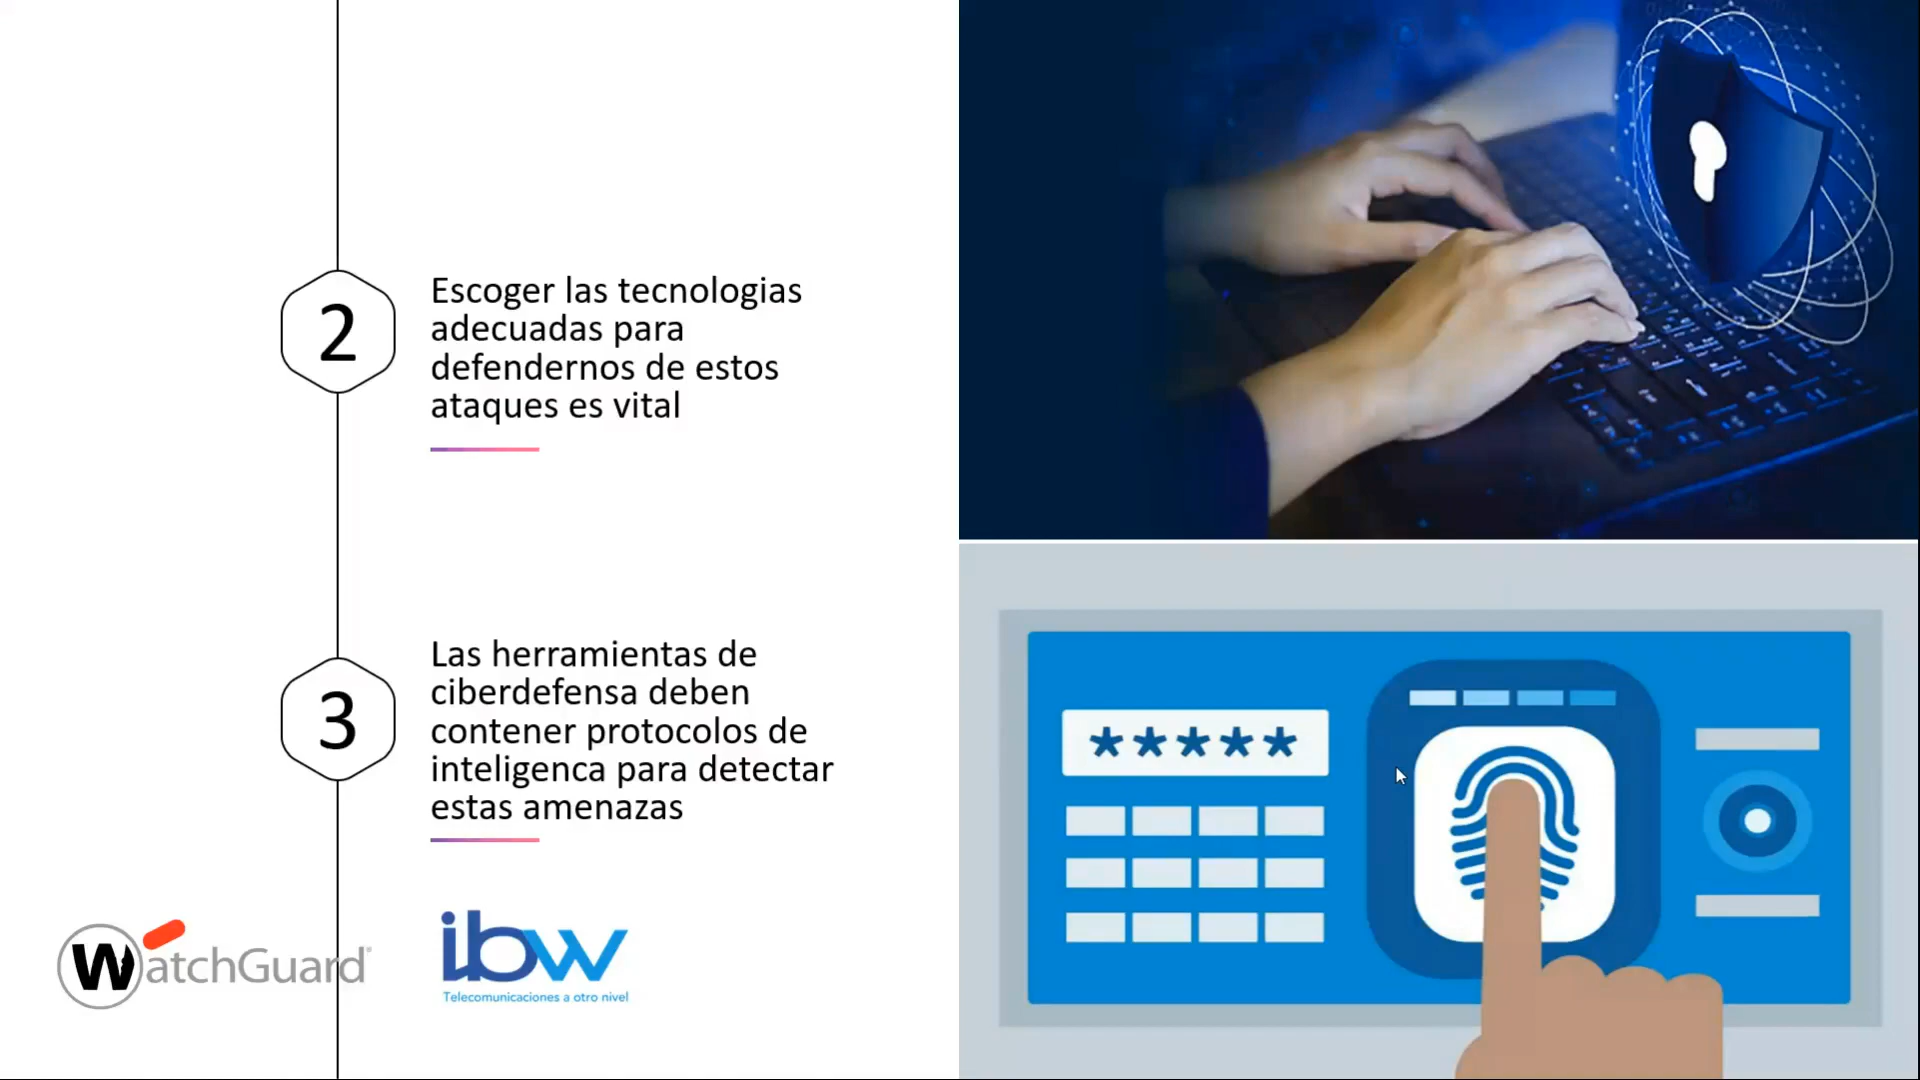 2
Escoger las tecnologias
adecuadas para
defendernos de estos
ataques es vital
3
Las herramientas de
ciberdefensa deben
contener protocolos de
inteligenca para detectar
estas amenazas
WatchGuard
ibw
Telecomunicaciones a otro nivel
*****